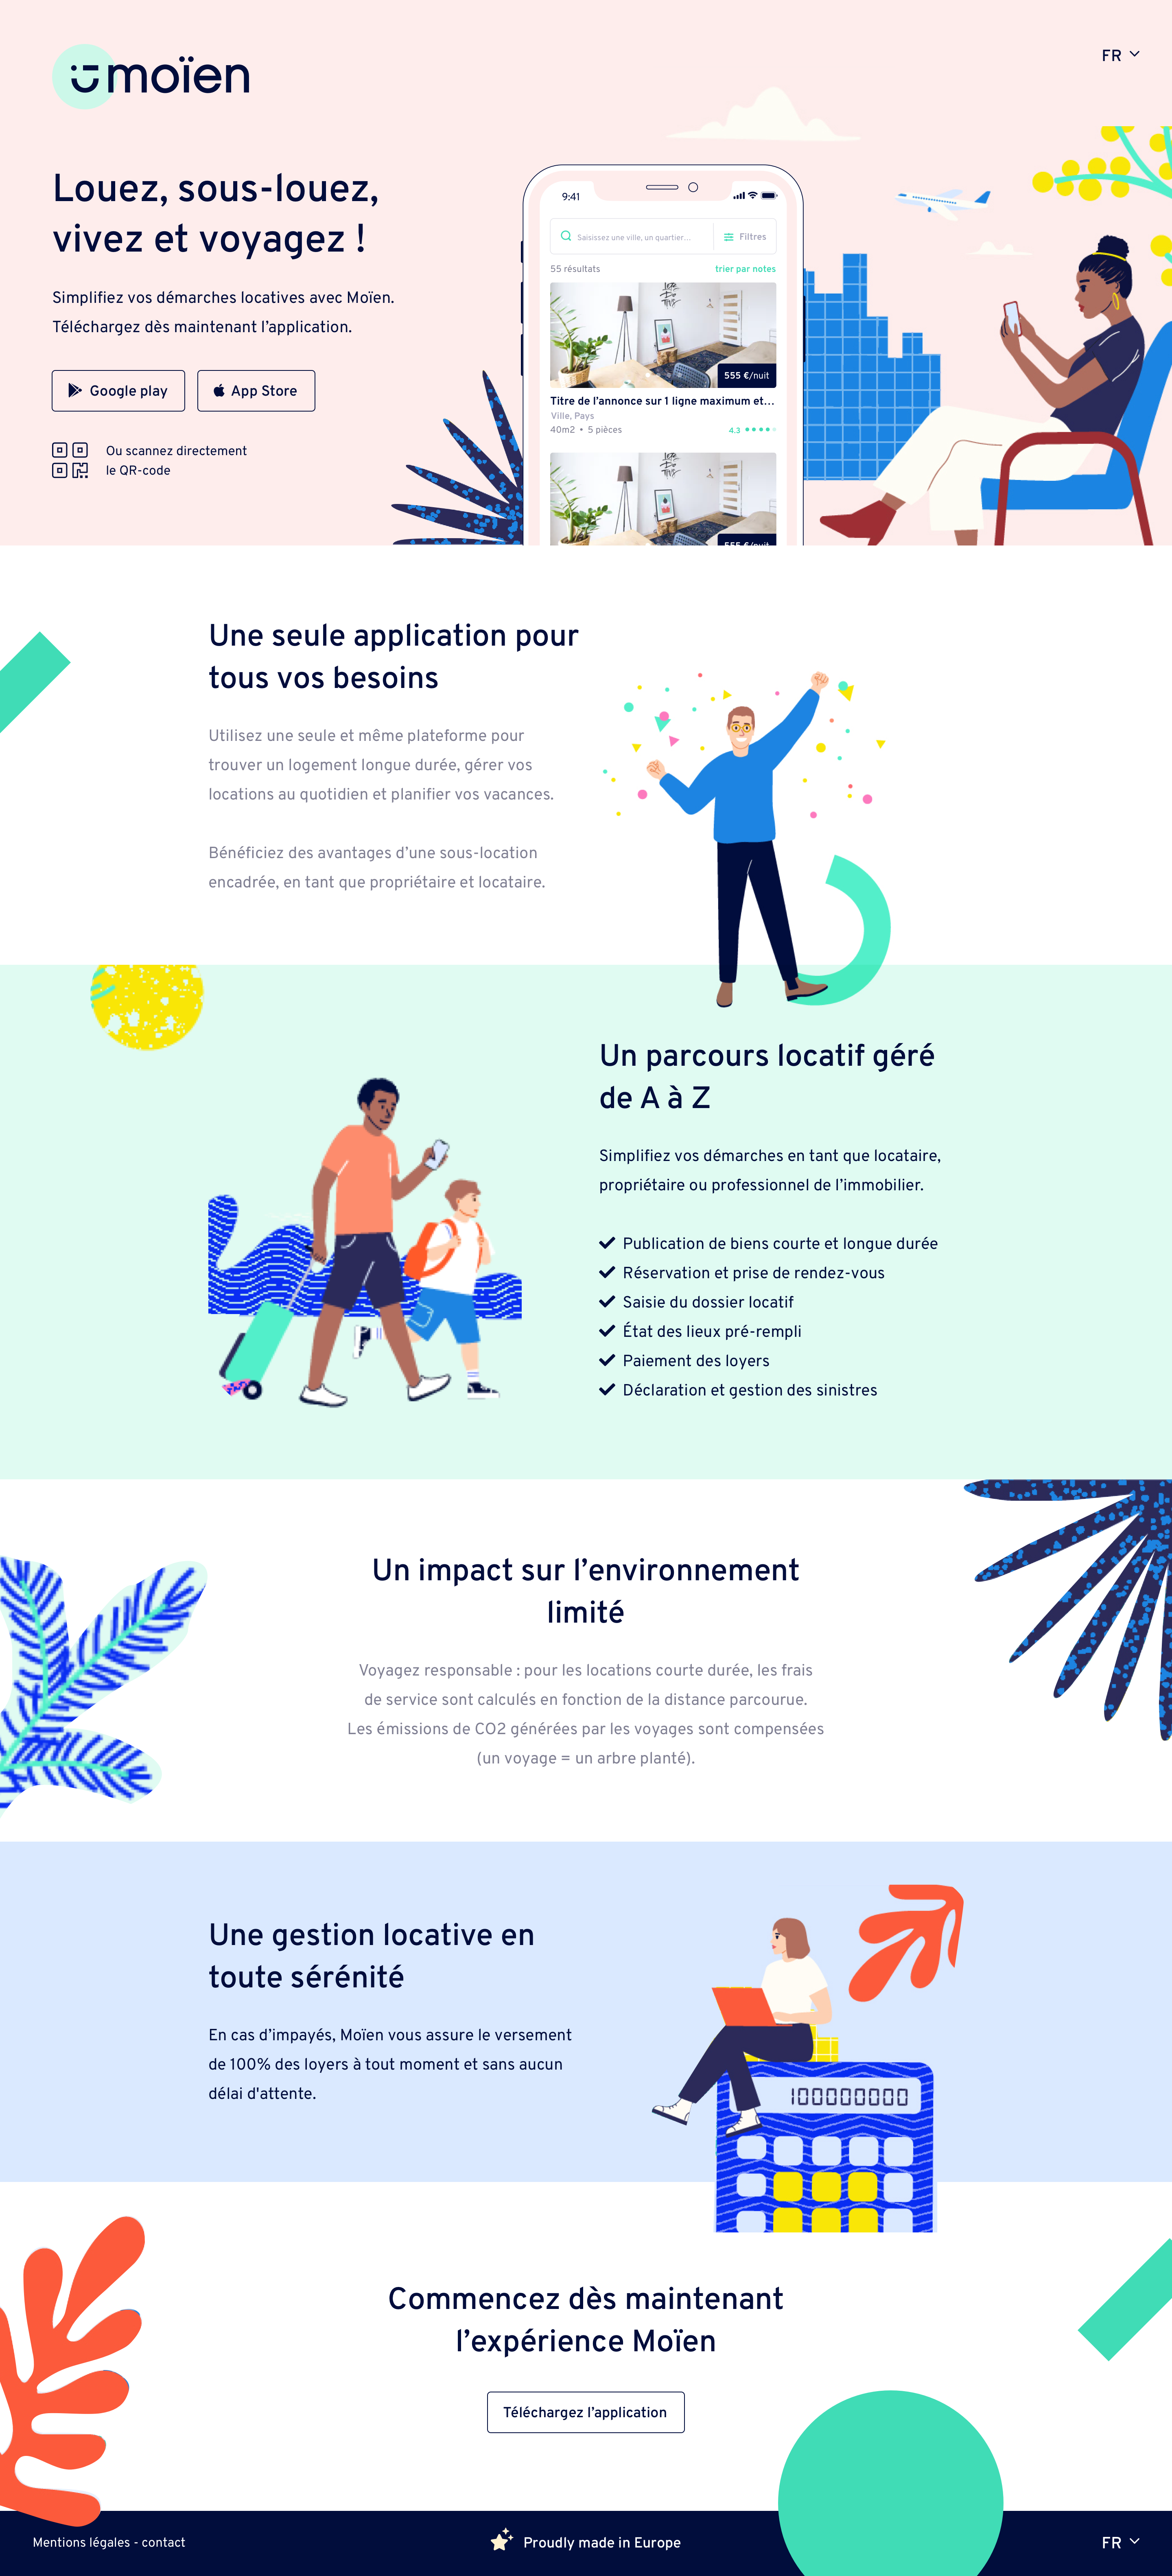 moïen
FR
Louez, sous-louez,
vivez et voyagez !
Simplifiez vos démarches locatives avec Moïen.
Téléchargez dès maintenant l’application.
Google play
App Store
Ou scannez directement
le QR-code
9:41
Saisissez une ville, un quartier...
Filtres
55 résultats
trier par notes
555 €/nuit
Titre de l’annonce sur 1 ligne maximum et...
Ville, Pays
40m2 • 5 pièces
4.3
555 €/nuit
Une seule application pour
tous vos besoins
Utilisez une seule et même plateforme pour
trouver un logement longue durée, gérer vos
locations au quotidien et planifier vos vacances.
Bénéficiez des avantages d’une sous-location
encadrée, en tant que propriétaire et locataire.
Un parcours locatif géré
de A à Z
Simplifiez vos démarches en tant que locataire,
propriétaire ou professionnel de l’immobilier.
Publication de biens courte et longue durée
Réservation et prise de rendez-vous
Saisie du dossier locatif
État des lieux pré-rempli
Paiement des loyers
Déclaration et gestion des sinistres
Un impact sur l’environnement
limité
Voyagez responsable : pour les locations courte durée, les frais
de service sont calculés en fonction de la distance parcourue.
Les émissions de CO2 générées par les voyages sont compensées
(un voyage = un arbre planté).
Une gestion locative en
toute sérénité
En cas d’impayés, Moïen vous assure le versement
de 100% des loyers à tout moment et sans aucun
délai d'attente.
1000000000
Commencez dès maintenant
l’expérience Moïen
Téléchargez l’application
Mentions légales - contact
Proudly made in Europe
FR